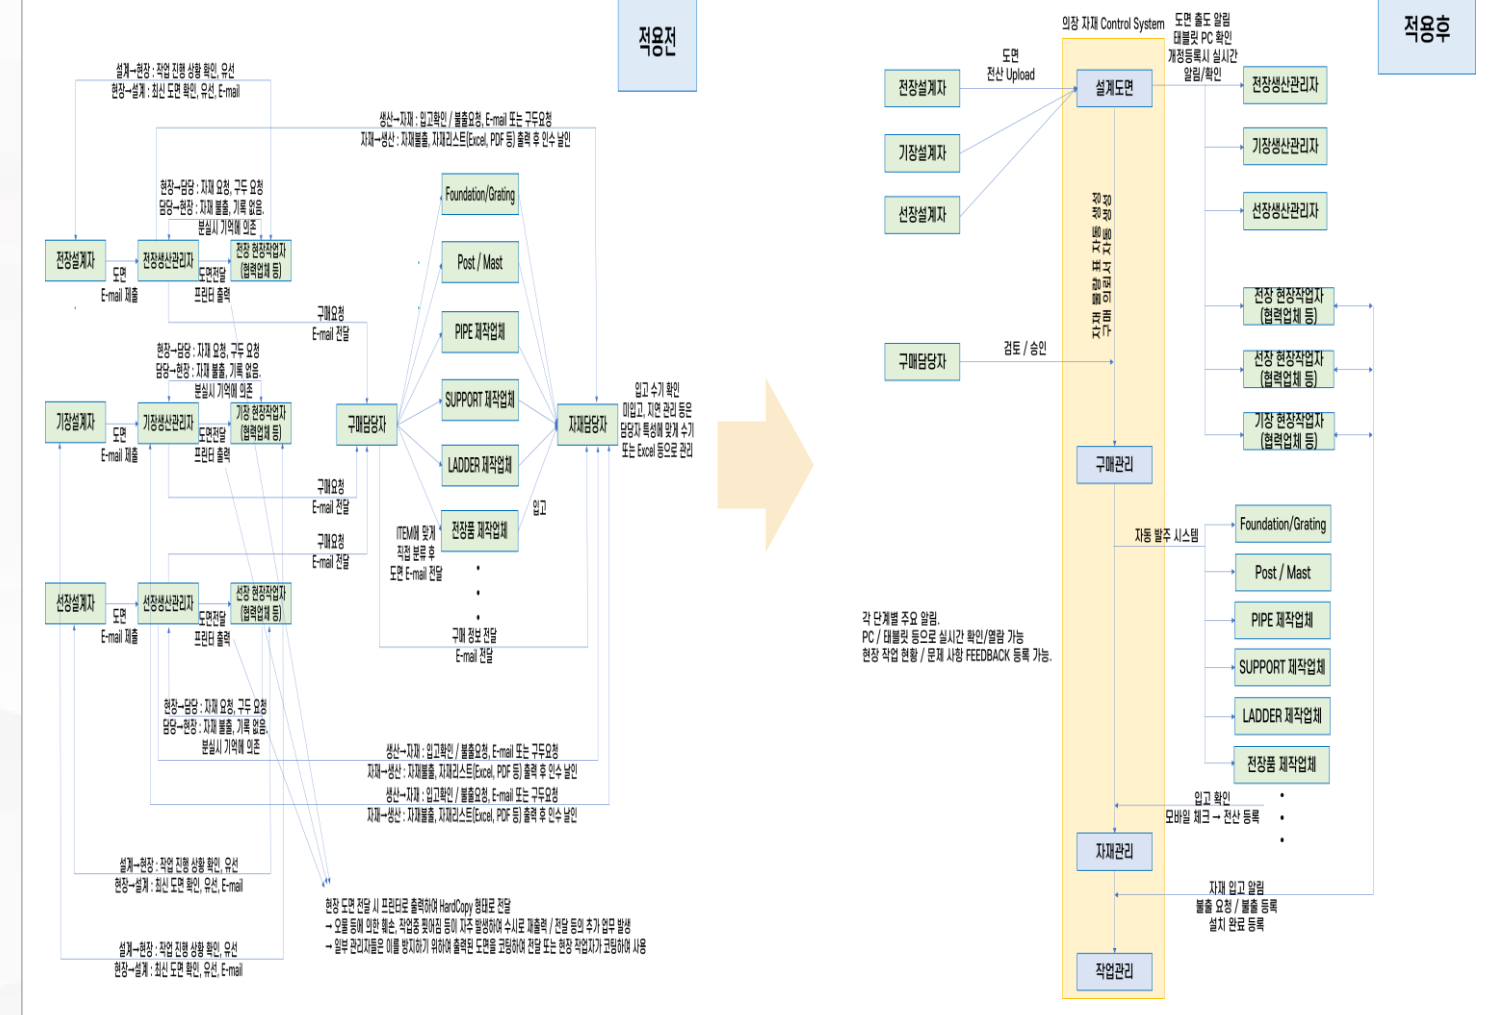 적용전
설계→현장 : 작업 진행 상황 확인, 유선
현장→설계 : 최신 도면 확인, 유선, E-mail
생산→자재 : 입고확인 / 불출요청, E-mail 또는 구두요청
자재→생산 : 자재불출, 자재리스트(Excel, PDF 등) 출력 후 인수 날인
현장→담당 : 자재 요청, 구두 요청
담당→현장 : 자재 불출, 기록 없음.
분실시 기억에 의존
전장설계자
도면
E-mail 제출
전장생산관리자
도면전달
프린터 출력
전장 현장작업자
(협력업체 등)
구매요청
E-mail 전달
현장→담당 : 자재 요청, 구두 요청
담당→현장 : 자재 불출, 기록 없음.
분실시 기억에 의존
기장설계자
도면
E-mail 제출
기장생산관리자
도면전달
프린터 출력
기장 현장작업자
(협력업체 등)
구매요청
E-mail 전달
구매요청
E-mail 전달
선장설계자
도면
E-mail 제출
선장생산관리자
도면전달
프린터 출력
선장 현장작업자
(협력업체 등)
현장→담당 : 자재 요청, 구두 요청
담당→현장 : 자재 불출, 기록 없음.
분실시 기억에 의존
구매담당자
Foundation/Grating
Post / Mast
PIPE 제작업체
SUPPORT 제작업체
LADDER 제작업체
전장품 제작업체
ITEM에 맞게
직접 분류 후
도면 E-mail 전달
입고
구매 정보 전달
E-mail 전달
자재담당자
입고 수기 확인
미입고, 지연 관리 등은
담당자 특성에 맞게 수기
또는 Excel 등으로 관리
생산→자재 : 입고확인 / 불출요청, E-mail 또는 구두요청
자재→생산 : 자재불출, 자재리스트(Excel, PDF 등) 출력 후 인수 날인
생산→자재 : 입고확인 / 불출요청, E-mail 또는 구두요청
자재→생산 : 자재불출, 자재리스트(Excel, PDF 등) 출력 후 인수 날인
설계→현장 : 작업 진행 상황 확인, 유선
현장→설계 : 최신 도면 확인, 유선, E-mail
설계→현장 : 작업 진행 상황 확인, 유선
현장→설계 : 최신 도면 확인, 유선, E-mail
현장 도면 전달 시 프린터로 출력하여 HardCopy 형태로 전달
→ 오물 등에 의한 훼손, 작업중 찢어짐 등이 자주 발생하여 수시로 재출력 / 전달 등의 추가 업무 발생
→ 일부 관리자들은 이를 방지하기 위하여 출력된 도면을 코팅하여 전달 또는 현장 작업자가 코팅하여 사용
적용후
의장 자재 Control System
도면 출도 알림
태블릿 PC 확인
개정등록시 실시간
알림/확인
도면
전산 Upload
전장설계자
기장설계자
선장설계자
구매담당자
검토 / 승인
설계도면
자재 물량 표 자동 생성
구매 의뢰서 자동 생성
전장생산관리자
기장생산관리자
선장생산관리자
전장 현장작업자
(협력업체 등)
선장 현장작업자
(협력업체 등)
기장 현장작업자
(협력업체 등)
구매관리
자동 발주 시스템
Foundation/Grating
Post / Mast
PIPE 제작업체
SUPPORT 제작업체
LADDER 제작업체
전장품 제작업체
각 단계별 주요 알림.
PC / 태블릿 등으로 실시간 확인/열람 가능
현장 작업 현황 / 문제 사항 FEEDBACK 등록 가능.
입고 확인
모바일 체크 → 전산 등록
자재관리
자재 입고 알림
불출 요청 / 불출 등록
설치 완료 등록
작업관리